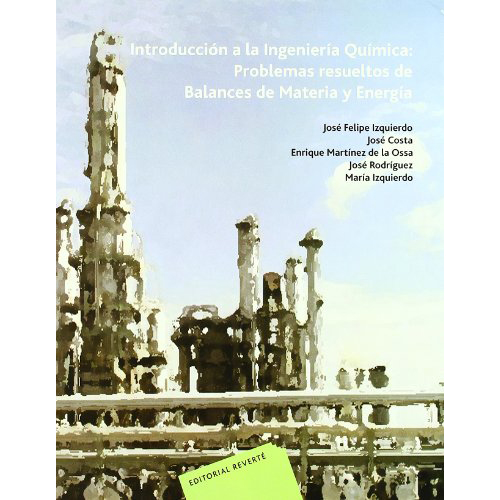 Introducción a la Ingeniería Química:
Problemas resueltos de
Balances de Materia y Energía
José Felipe Izquierdo
José Costa
Enrique Martínez de la Ossa
José Rodríguez
María Izquierdo
EDITORIAL REVERTÉ